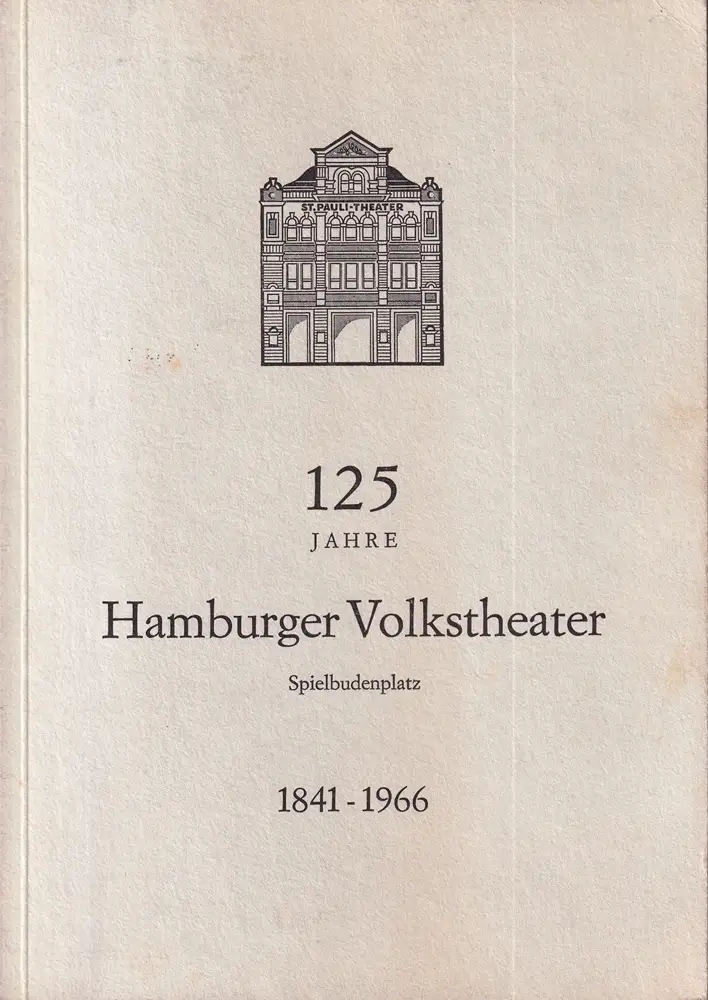 ST. PAULI-THEATER
125
JAHRE
Hamburger Volkstheater
Spielbudenplatz
1841 - 1966